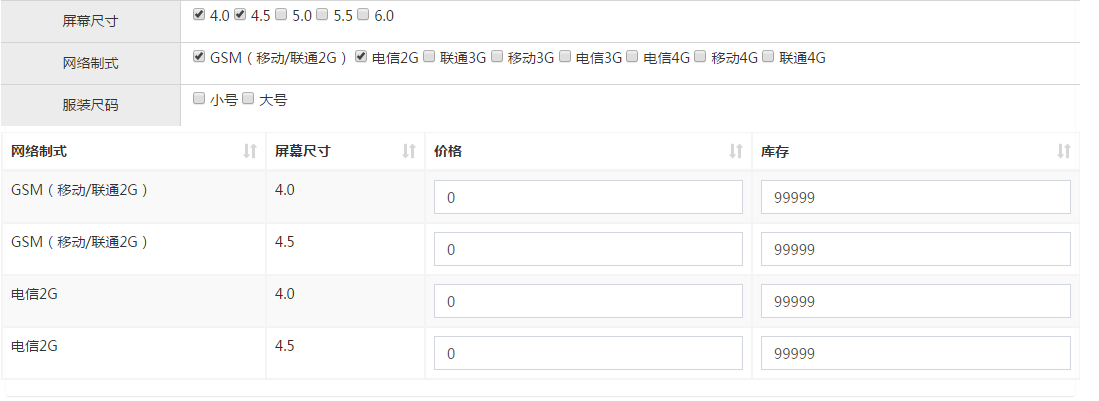 屏幕尺寸 4.0 4.5 5.0 5.5 6.0
网络制式 GSM（移动/联通2G） 电信2G 联通3G 移动3G 电信3G 电信4G 移动4G 联通4G
服装尺码 小号 大号
网络制式 屏幕尺寸 价格 库存
GSM（移动/联通2G） 4.0 0 99999
GSM（移动/联通2G） 4.5 0 99999
电信2G 4.0 0 99999
电信2G 4.5 0 99999